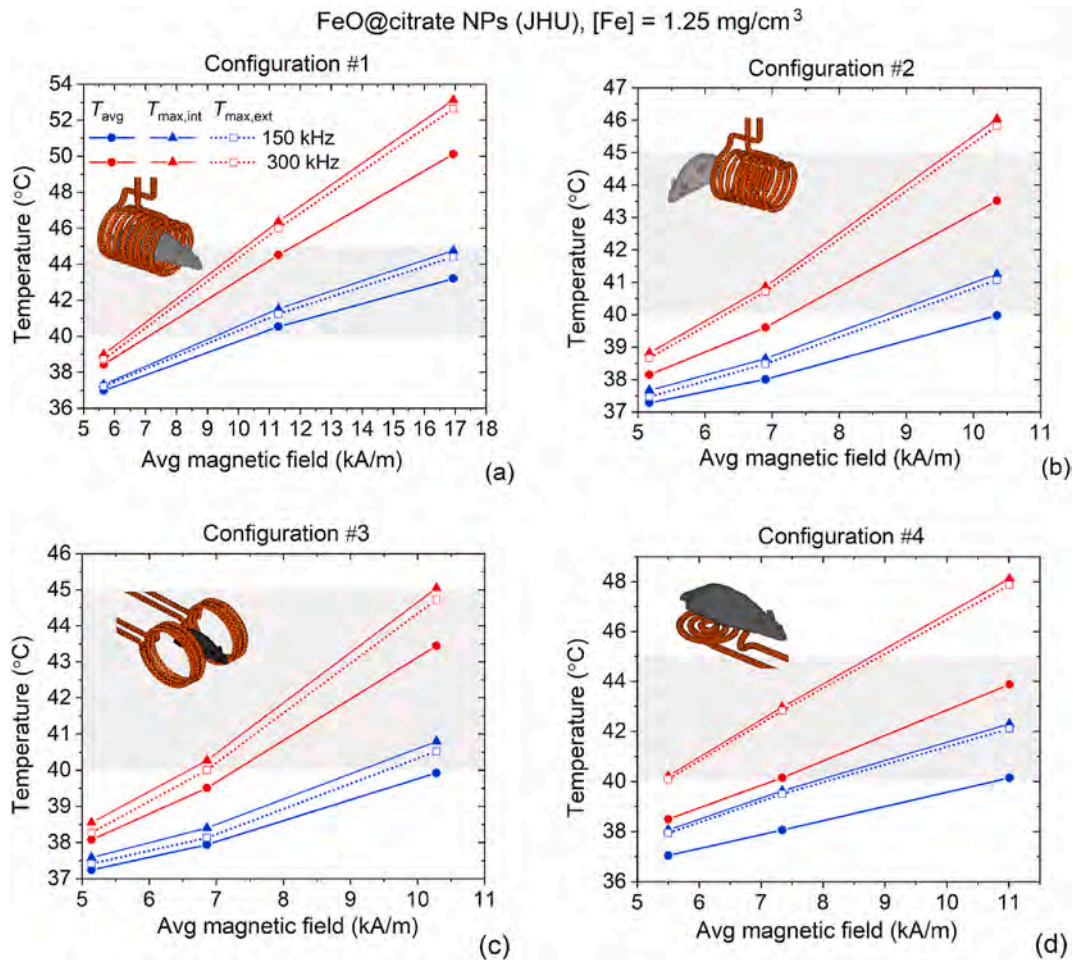 FeO@citrate NPs (JHU), [Fe] = 1.25 mg/cm³
Configuration #1
T_avg T_max,int T_max,ext
150 kHz
300 kHz
54
52
50
48
46
44
42
40
38
36
Temperature (°C)
5 6 7 8 9 10 11 12 13 14 15 16 17 18
Avg magnetic field (kA/m)
(a)
Configuration #2
47
46
45
44
43
42
41
40
39
38
37
Temperature (°C)
5 6 7 8 9 10 11
Avg magnetic field (kA/m)
(b)
Configuration #3
46
45
44
43
42
41
40
39
38
37
Temperature (°C)
5 6 7 8 9 10 11
Avg magnetic field (kA/m)
(c)
Configuration #4
48
46
44
42
40
38
36
Temperature (°C)
6 7 8 9 10 11
Avg magnetic field (kA/m)
(d)